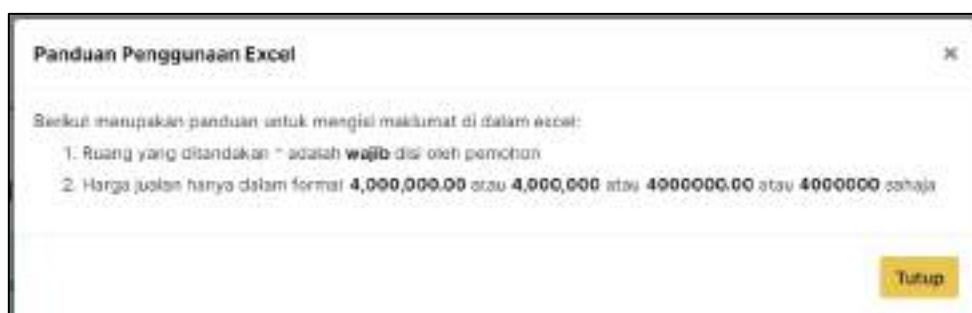 Panduan Penggunaan Excel ×
Berikut merupakan panduan untuk mengisi maklumat di dalam excel:
1. Ruang yang ditandakan * adalah wajib diisi oleh pemohon
2. Harga jualan hanya dalam format 4,000,000.00 atau 4,000,000 atau 4000000.00 atau 4000000 sahaja
Tutup